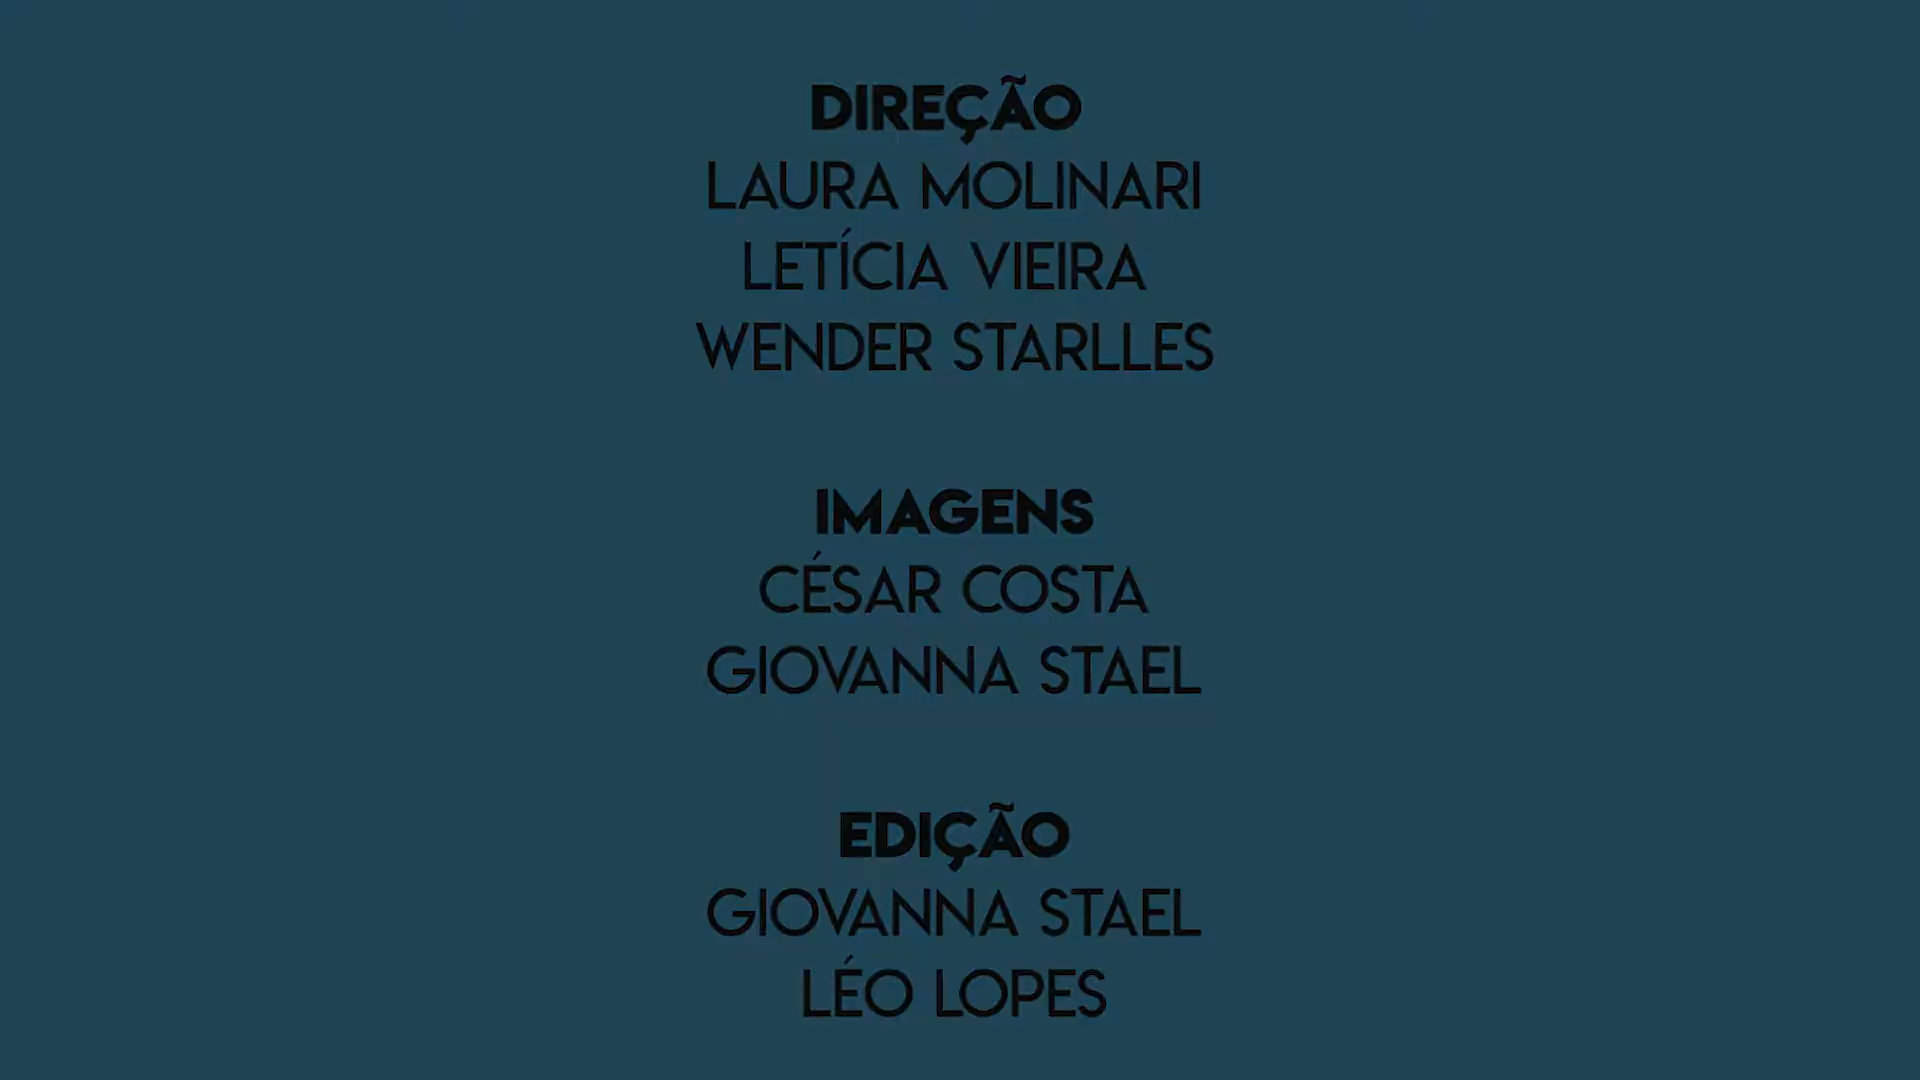 DIREÇÃO
LAURA MOLINARI
LETÍCIA VIEIRA
WENDER STARLLES
IMAGENS
CÉSAR COSTA
GIOVANNA STAEL
EDIÇÃO
GIOVANNA STAEL
LÉO LOPES